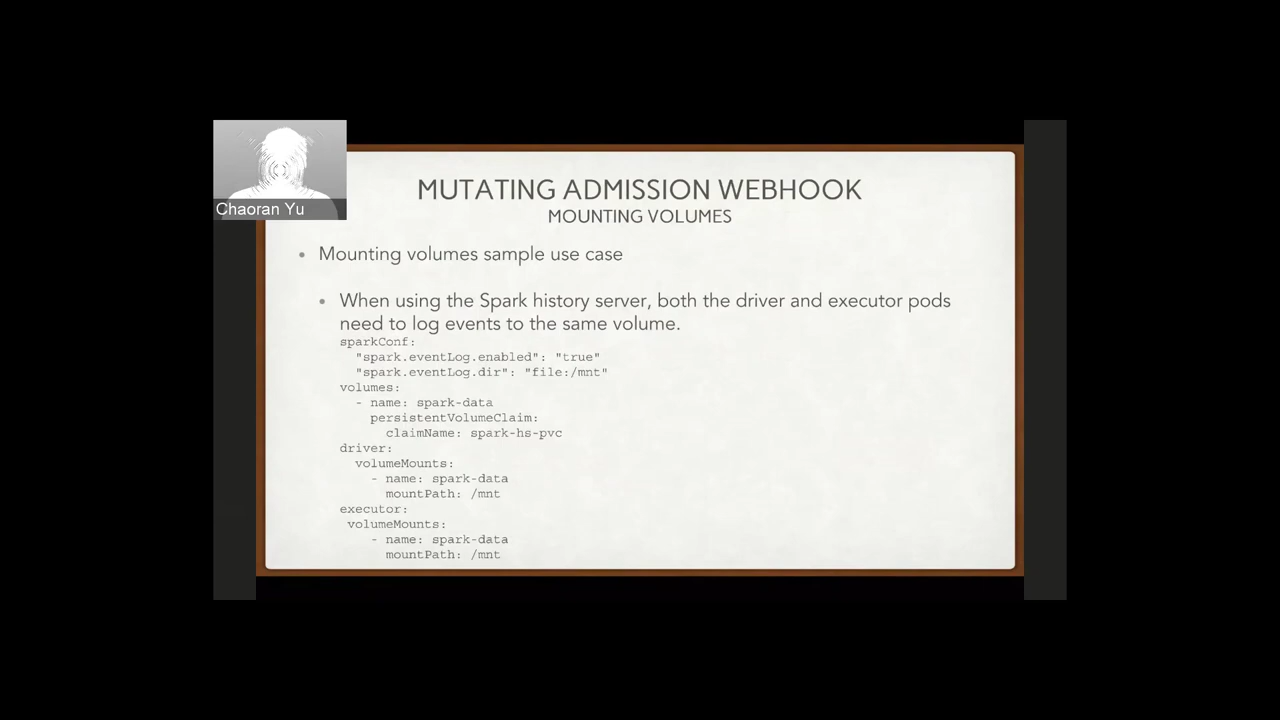 Chaoran Yu
MUTATING ADMISSION WEBHOOK
MOUNTING VOLUMES
• Mounting volumes sample use case
• When using the Spark history server, both the driver and executor pods
need to log events to the same volume.
sparkConf:
  "spark.eventLog.enabled": "true"
  "spark.eventLog.dir": "file:/mnt"
volumes:
  - name: spark-data
    persistentVolumeClaim:
      claimName: spark-hs-pvc
driver:
  volumeMounts:
    - name: spark-data
      mountPath: /mnt
executor:
 volumeMounts:
    - name: spark-data
      mountPath: /mnt